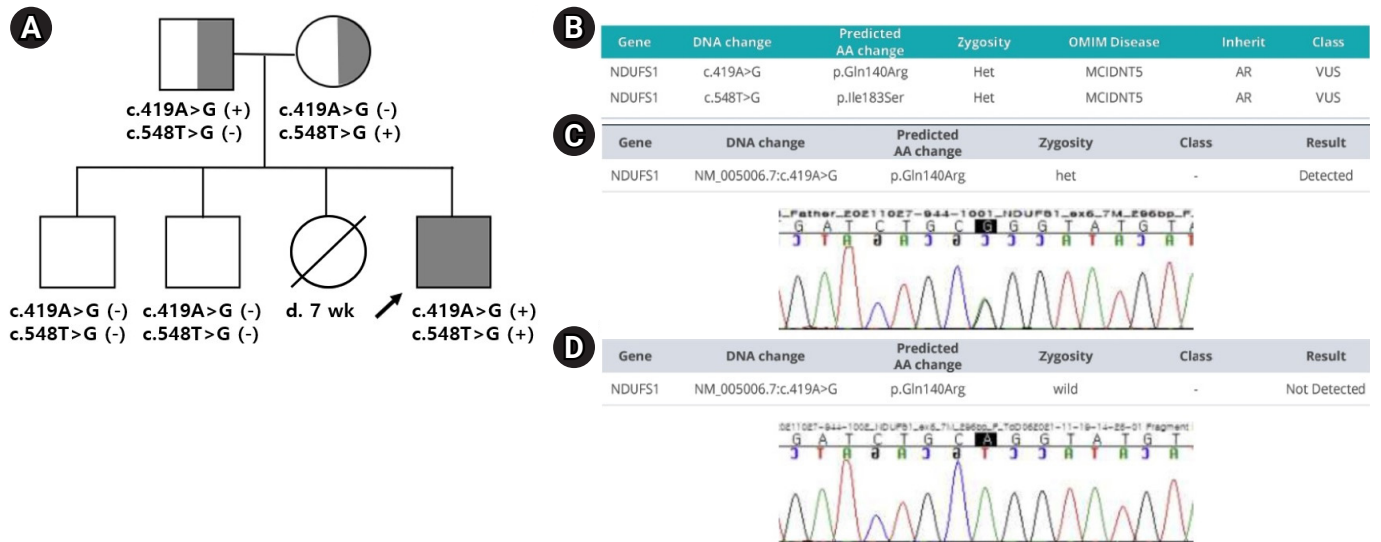 A
c.419A>G (+)
c.548T>G (-)
c.419A>G (-)
c.548T>G (+)
c.419A>G (-)
c.548T>G (-)
c.419A>G (-)
c.548T>G (-)
d. 7 wk
c.419A>G (+)
c.548T>G (+)
B
Gene DNA change Predicted AA change Zygosity OMIM Disease Inherit Class
NDUFS1 c.419A>G p.Gln140Arg Het MCIDNT5 AR VUS
NDUFS1 c.548T>G p.Ile183Ser Het MCIDNT5 AR VUS
C
Gene DNA change Predicted AA change Zygosity Class Result
NDUFS1 NM_005006.7:c.419A>G p.Gln140Arg het - Detected
G A T C T G C G G G T A T G T A
D
Gene DNA change Predicted AA change Zygosity Class Result
NDUFS1 NM_005006.7:c.419A>G p.Gln140Arg wild - Not Detected
G A T C T G C A G G T A T G T